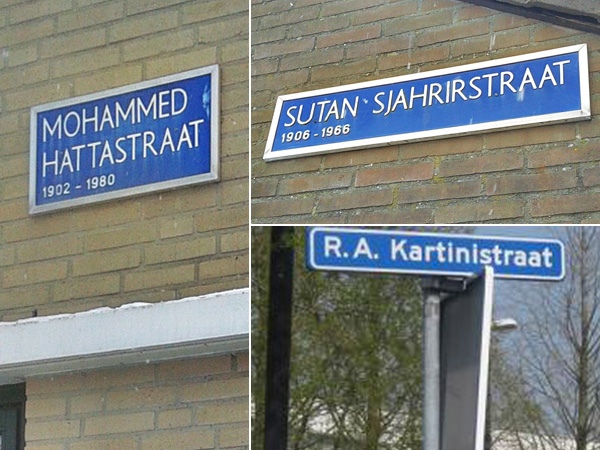 MOHAMMED
HATTASTRAAT
1902 - 1980
SUTAN SJAHRIRSTRAAT
1906 - 1966
R.A. Kartinistraat